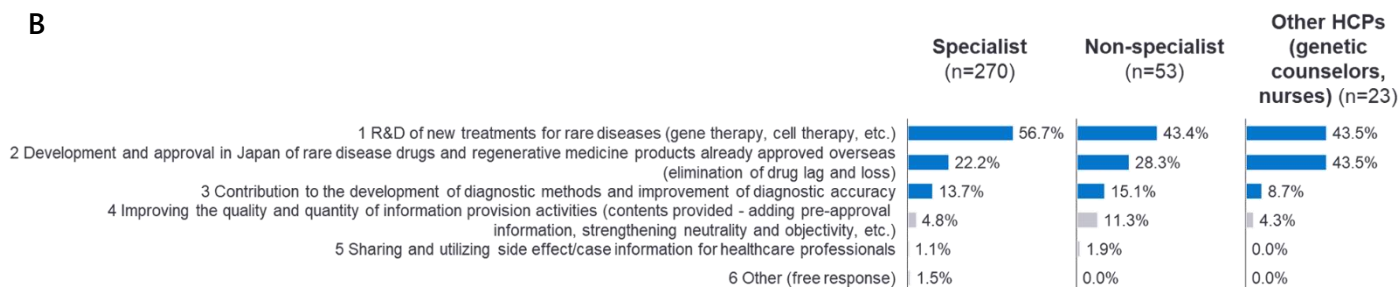 B
Specialist
(n=270)
Non-specialist
(n=53)
Other HCPs
(genetic
counselors,
nurses) (n=23)
1 R&D of new treatments for rare diseases (gene therapy, cell therapy, etc.) 56.7% 43.4% 43.5%
2 Development and approval in Japan of rare disease drugs and regenerative medicine products already approved overseas
(elimination of drug lag and loss) 22.2% 28.3% 43.5%
3 Contribution to the development of diagnostic methods and improvement of diagnostic accuracy 13.7% 15.1% 8.7%
4 Improving the quality and quantity of information provision activities (contents provided - adding pre-approval
information, strengthening neutrality and objectivity, etc.) 4.8% 11.3% 4.3%
5 Sharing and utilizing side effect/case information for healthcare professionals 1.1% 1.9% 0.0%
6 Other (free response) 1.5% 0.0% 0.0%